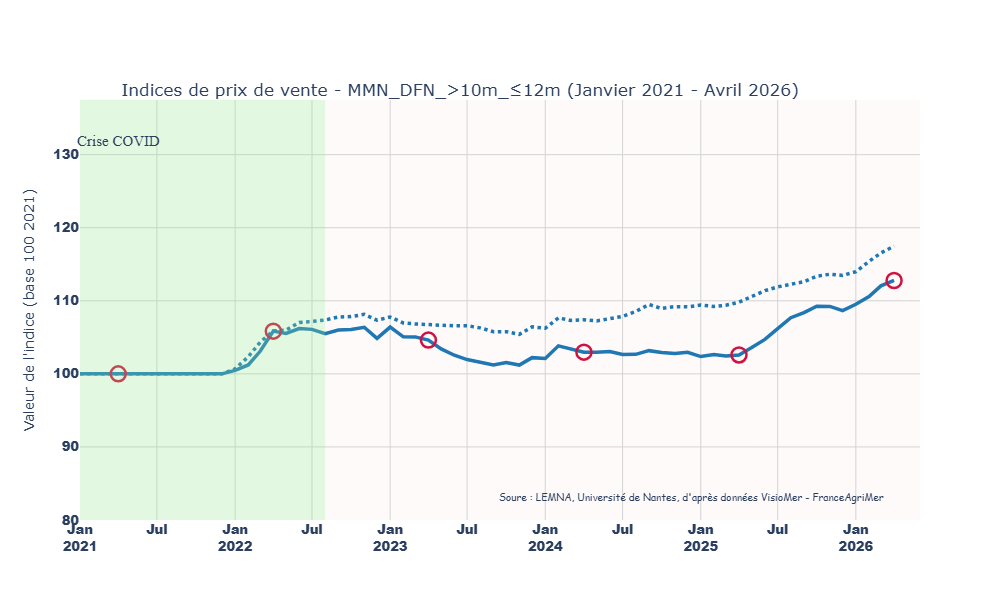 Indices de prix de vente - MMN_DFN_>10m_≤12m (Janvier 2021 - Avril 2026)
Crise COVID
Valeur de l'indice (base 100 2021)
130
120
110
100
90
80
Soure : LEMNA, Université de Nantes, d'après données VisioMer - FranceAgriMer
Jan Jul Jan Jul Jan Jul Jan Jul Jan Jul Jan
2021 2022 2023 2024 2025 2026